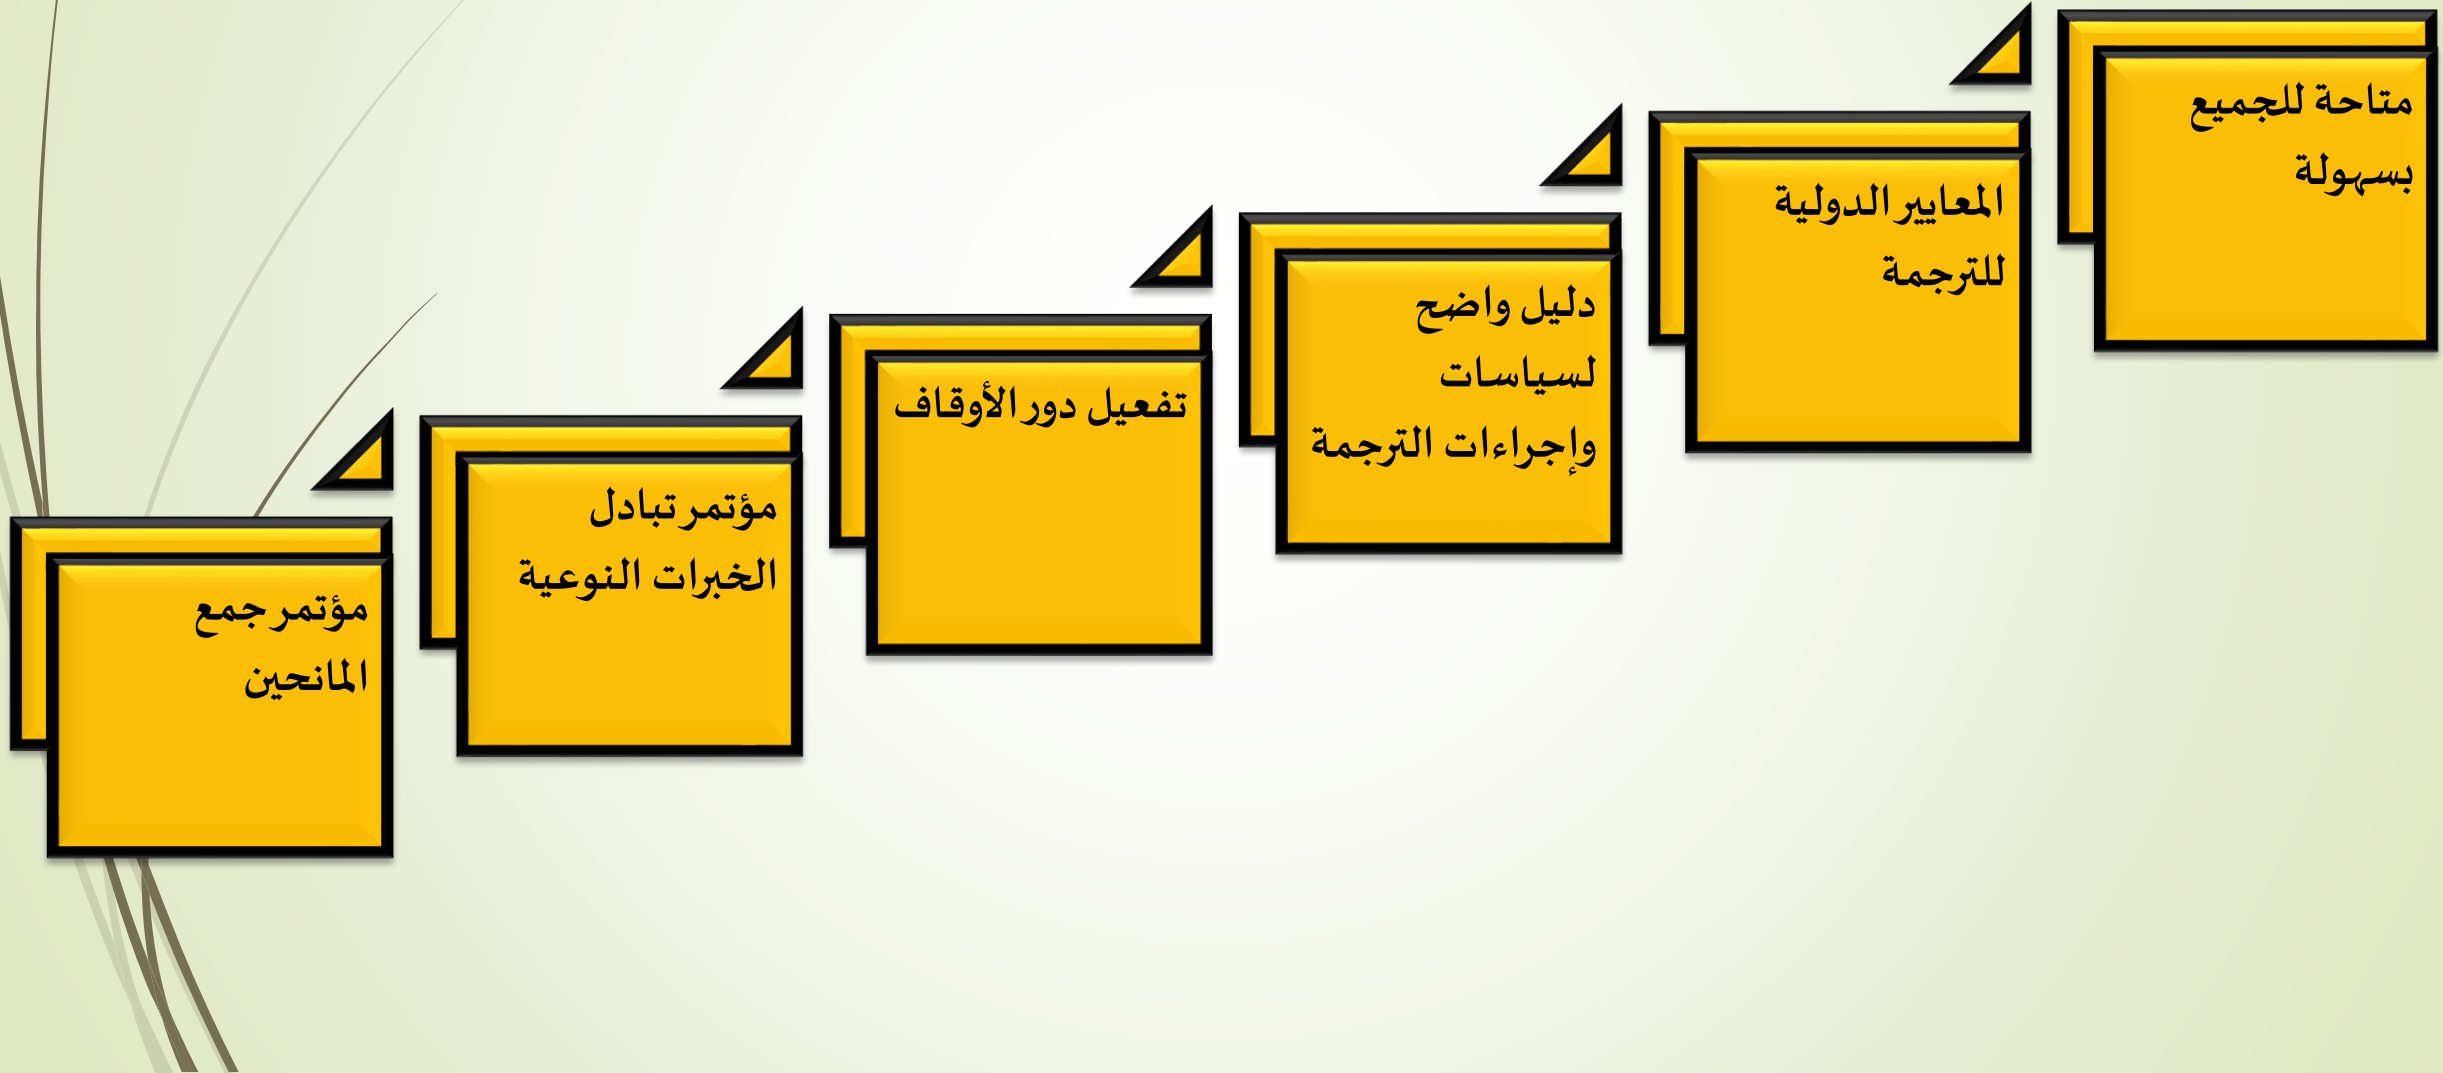 متاحة للجميع
بسهولة
المعايير الدولية
للترجمة
دليل واضح
لسياسات
وإجراءات الترجمة
تفعيل دور الأوقاف
مؤتمر تبادل
الخبرات النوعية
مؤتمر جمع
المانحين